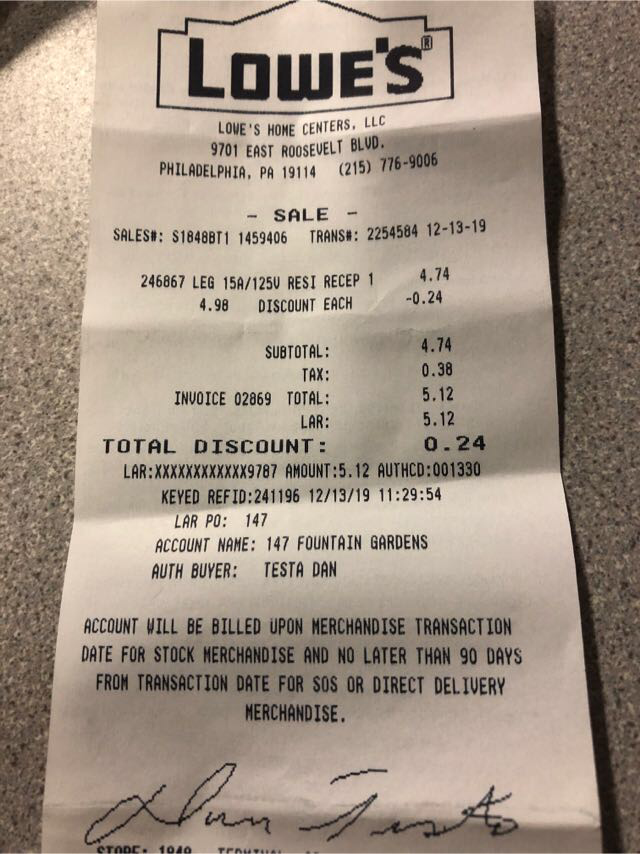 LOWE'S®
LOWE'S HOME CENTERS, LLC
9701 EAST ROOSEVELT BLVD.
PHILADELPHIA, PA 19114 (215) 776-9006
- SALE -
SALES#: S1848BT1 1459406 TRANS#: 2254584 12-13-19
246867 LEG 15A/125V RESI RECEP 1 4.74
4.98 DISCOUNT EACH -0.24
SUBTOTAL: 4.74
TAX: 0.38
INVOICE 02869 TOTAL: 5.12
LAR: 5.12
TOTAL DISCOUNT: 0.24
LAR:XXXXXXXXXXXX9787 AMOUNT:5.12 AUTHCD:001330
KEYED REFID:241196 12/13/19 11:29:54
LAR PO: 147
ACCOUNT NAME: 147 FOUNTAIN GARDENS
AUTH BUYER: TESTA DAN
ACCOUNT WILL BE BILLED UPON MERCHANDISE TRANSACTION
DATE FOR STOCK MERCHANDISE AND NO LATER THAN 90 DAYS
FROM TRANSACTION DATE FOR SOS OR DIRECT DELIVERY
MERCHANDISE.
Dan Testa
STORE: